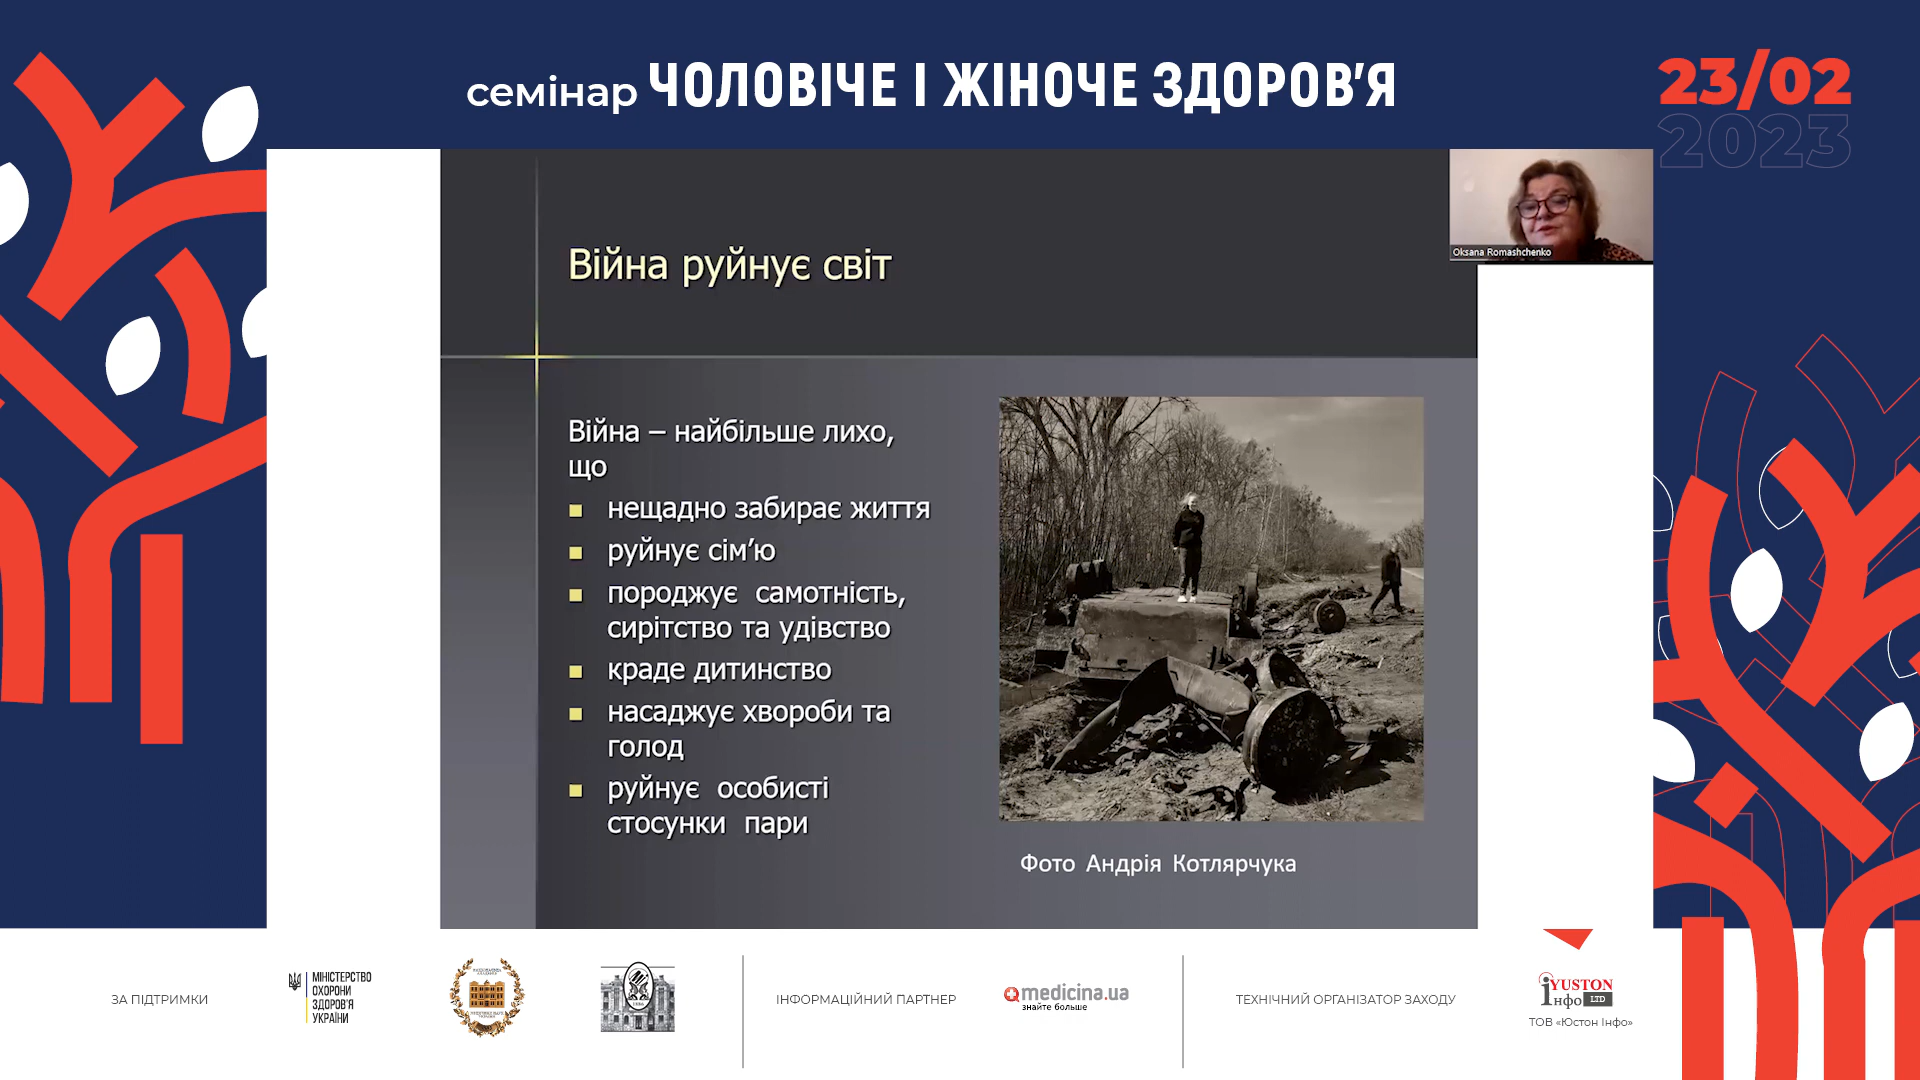 семінар ЧОЛОВІЧЕ І ЖІНОЧЕ ЗДОРОВ'Я
23/02
2023
Oksana Romashchenko
Війна руйнує світ
Війна – найбільше лихо,
що
нещадно забирає життя
руйнує сім'ю
породжує самотність,
сирітство та удівство
краде дитинство
насаджує хвороби та
голод
руйнує особисті
стосунки пари
Фото Андрія Котлярчука
ЗА ПІДТРИМКИ
МІНІСТЕРСТВО
ОХОРОНИ
ЗДОРОВ'Я
УКРАЇНИ
ІНФОРМАЦІЙНИЙ ПАРТНЕР
medicina.ua
знайте больше
ТЕХНІЧНИЙ ОРГАНІЗАТОР ЗАХОДУ
iYUSTON
Інфо LTD
ТОВ «Юстон Інфо»